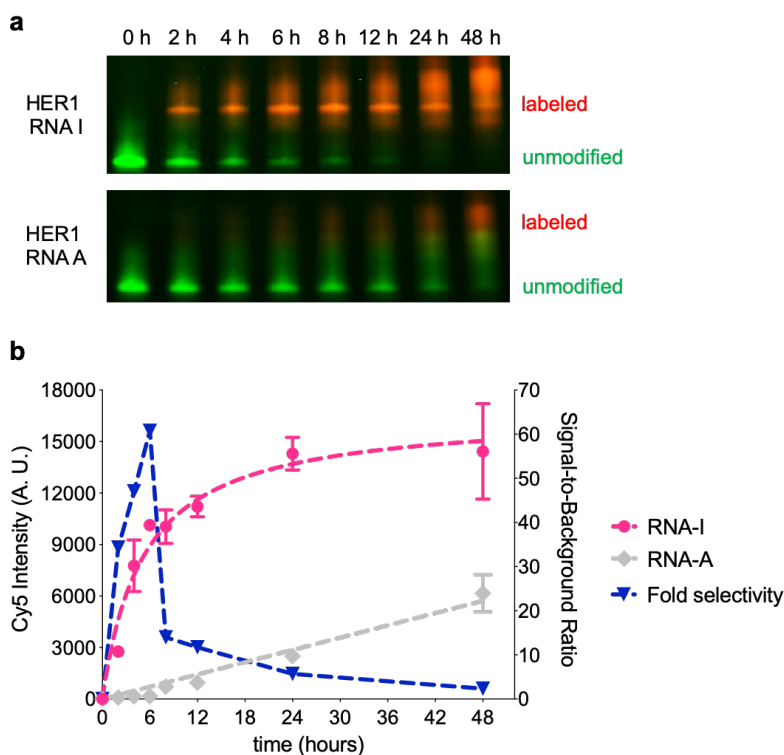 a
0 h 2 h 4 h 6 h 8 h 12 h 24 h 48 h
HER1
RNA I
labeled
unmodified
HER1
RNA A
labeled
unmodified
b
18000
15000
12000
9000
6000
3000
0
Cy5 Intensity (A. U.)
70
60
50
40
30
20
10
0
Signal-to-Background Ratio
0 6 12 18 24 30 36 42 48
time (hours)
RNA-I
RNA-A
Fold selectivity